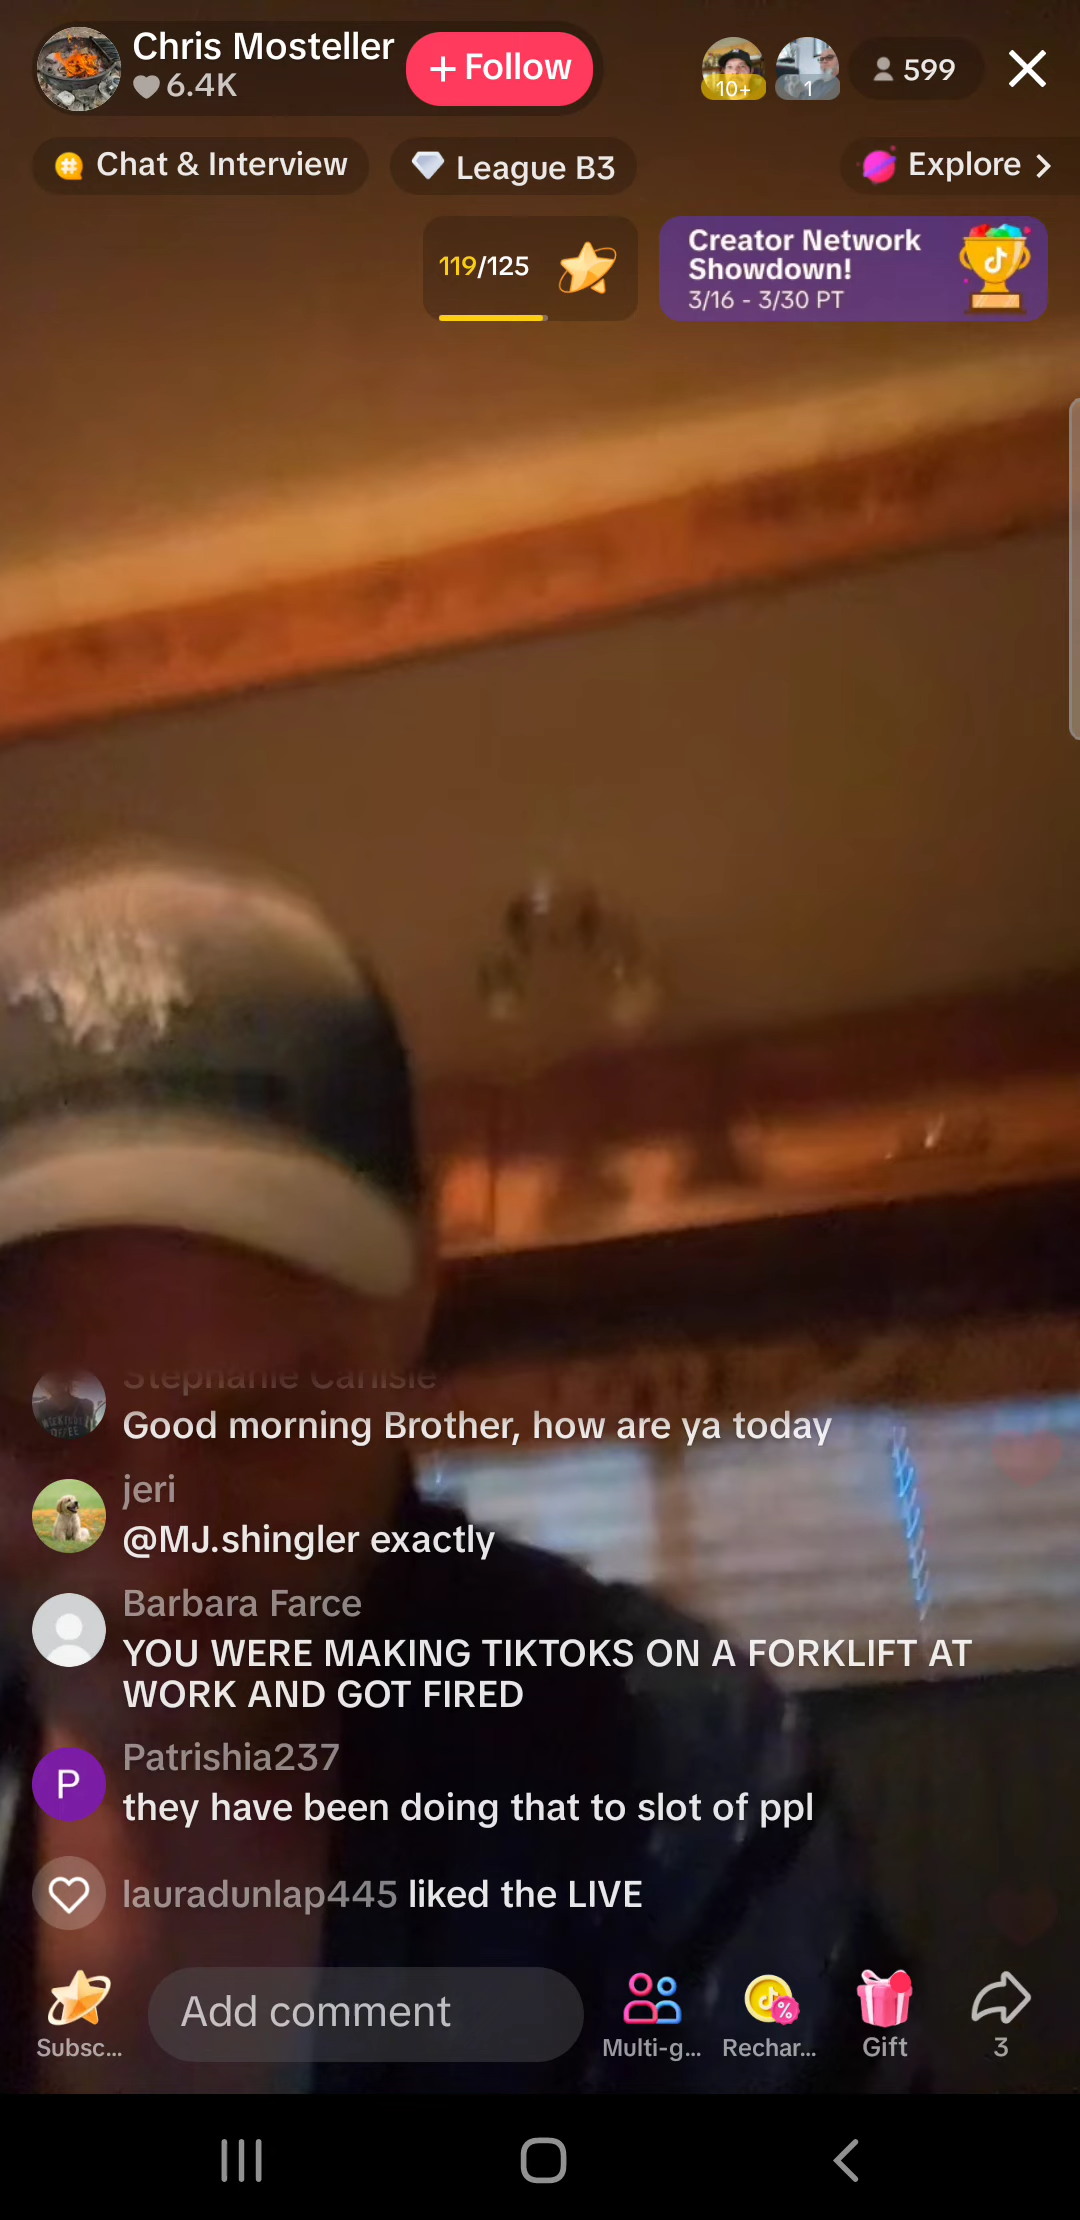 Chris Mosteller
6.4K
+ Follow
10+
1
599
Chat & Interview
League B3
Explore >
119/125
Creator Network
Showdown!
3/16 - 3/30 PT
Stephanie Carlisle
Good morning Brother, how are ya today
jeri
@MJ.shingler exactly
Barbara Farce
YOU WERE MAKING TIKTOKS ON A FORKLIFT AT
WORK AND GOT FIRED
P
Patrishia237
they have been doing that to slot of ppl
lauradunlap445 liked the LIVE
Add comment
Subsc...
Multi-g...
Rechar...
Gift
3